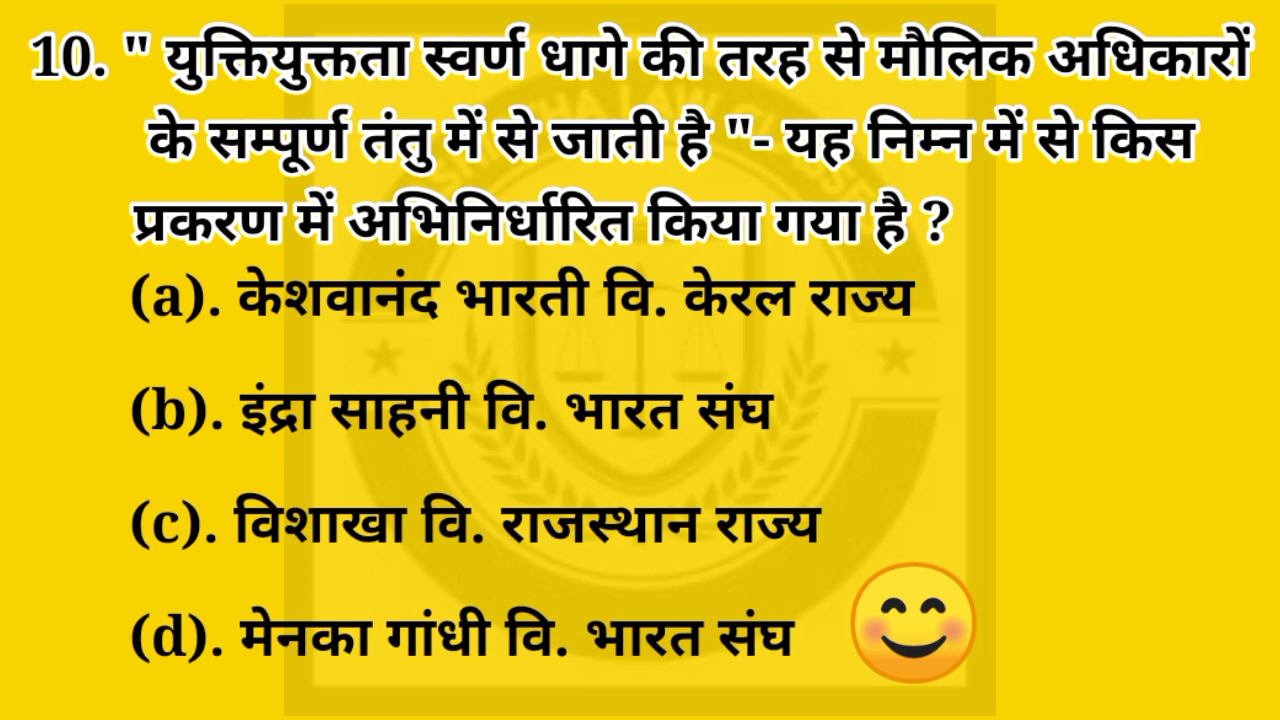 10. " युक्तियुक्तता स्वर्ण धागे की तरह से मौलिक अधिकारों
के सम्पूर्ण तंतु में से जाती है "- यह निम्न में से किस
प्रकरण में अभिनिर्धारित किया गया है ?
(a). केशवानंद भारती वि. केरल राज्य
(b). इंद्रा साहनी वि. भारत संघ
(c). विशाखा वि. राजस्थान राज्य
(d). मेनका गांधी वि. भारत संघ